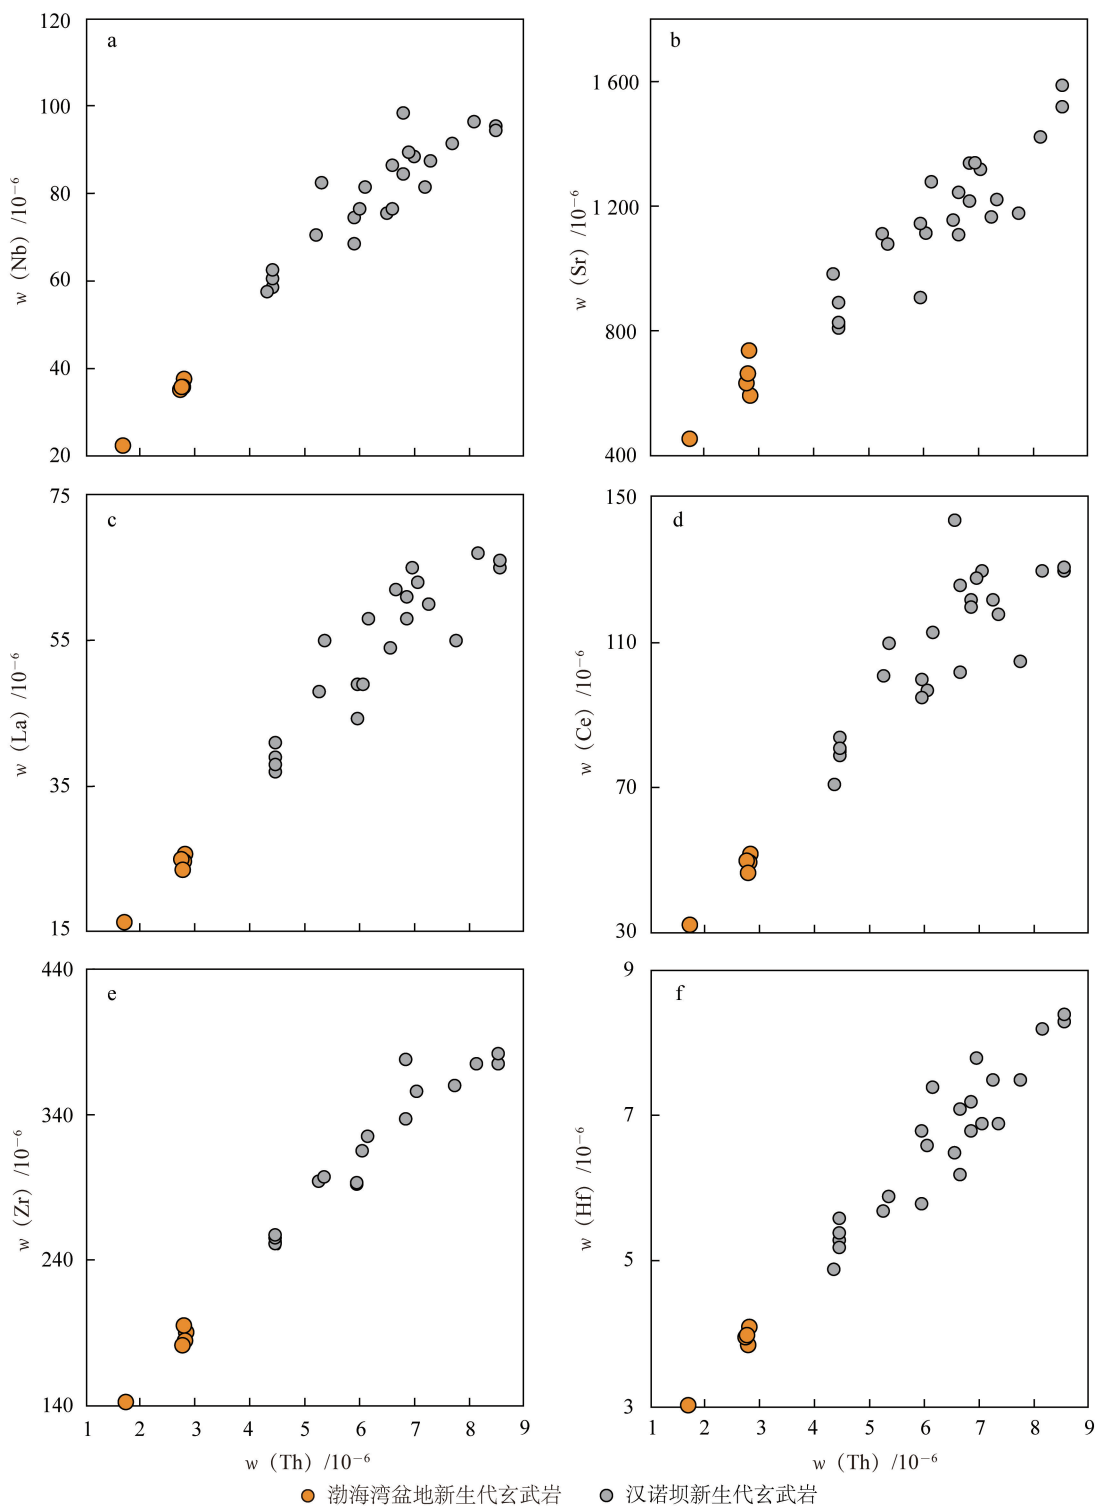 120
100
80
60
40
20
a
w (Nb) /10⁻⁶
1 600
1 200
800
400
b
w (Sr) /10⁻⁶
75
55
35
15
c
w (La) /10⁻⁶
150
110
70
30
d
w (Ce) /10⁻⁶
440
340
240
140
e
w (Zr) /10⁻⁶
1 2 3 4 5 6 7 8 9
w (Th) /10⁻⁶
9
7
5
3
f
w (Hf) /10⁻⁶
1 2 3 4 5 6 7 8 9
w (Th) /10⁻⁶
渤海湾盆地新生代玄武岩 汉诺坝新生代玄武岩